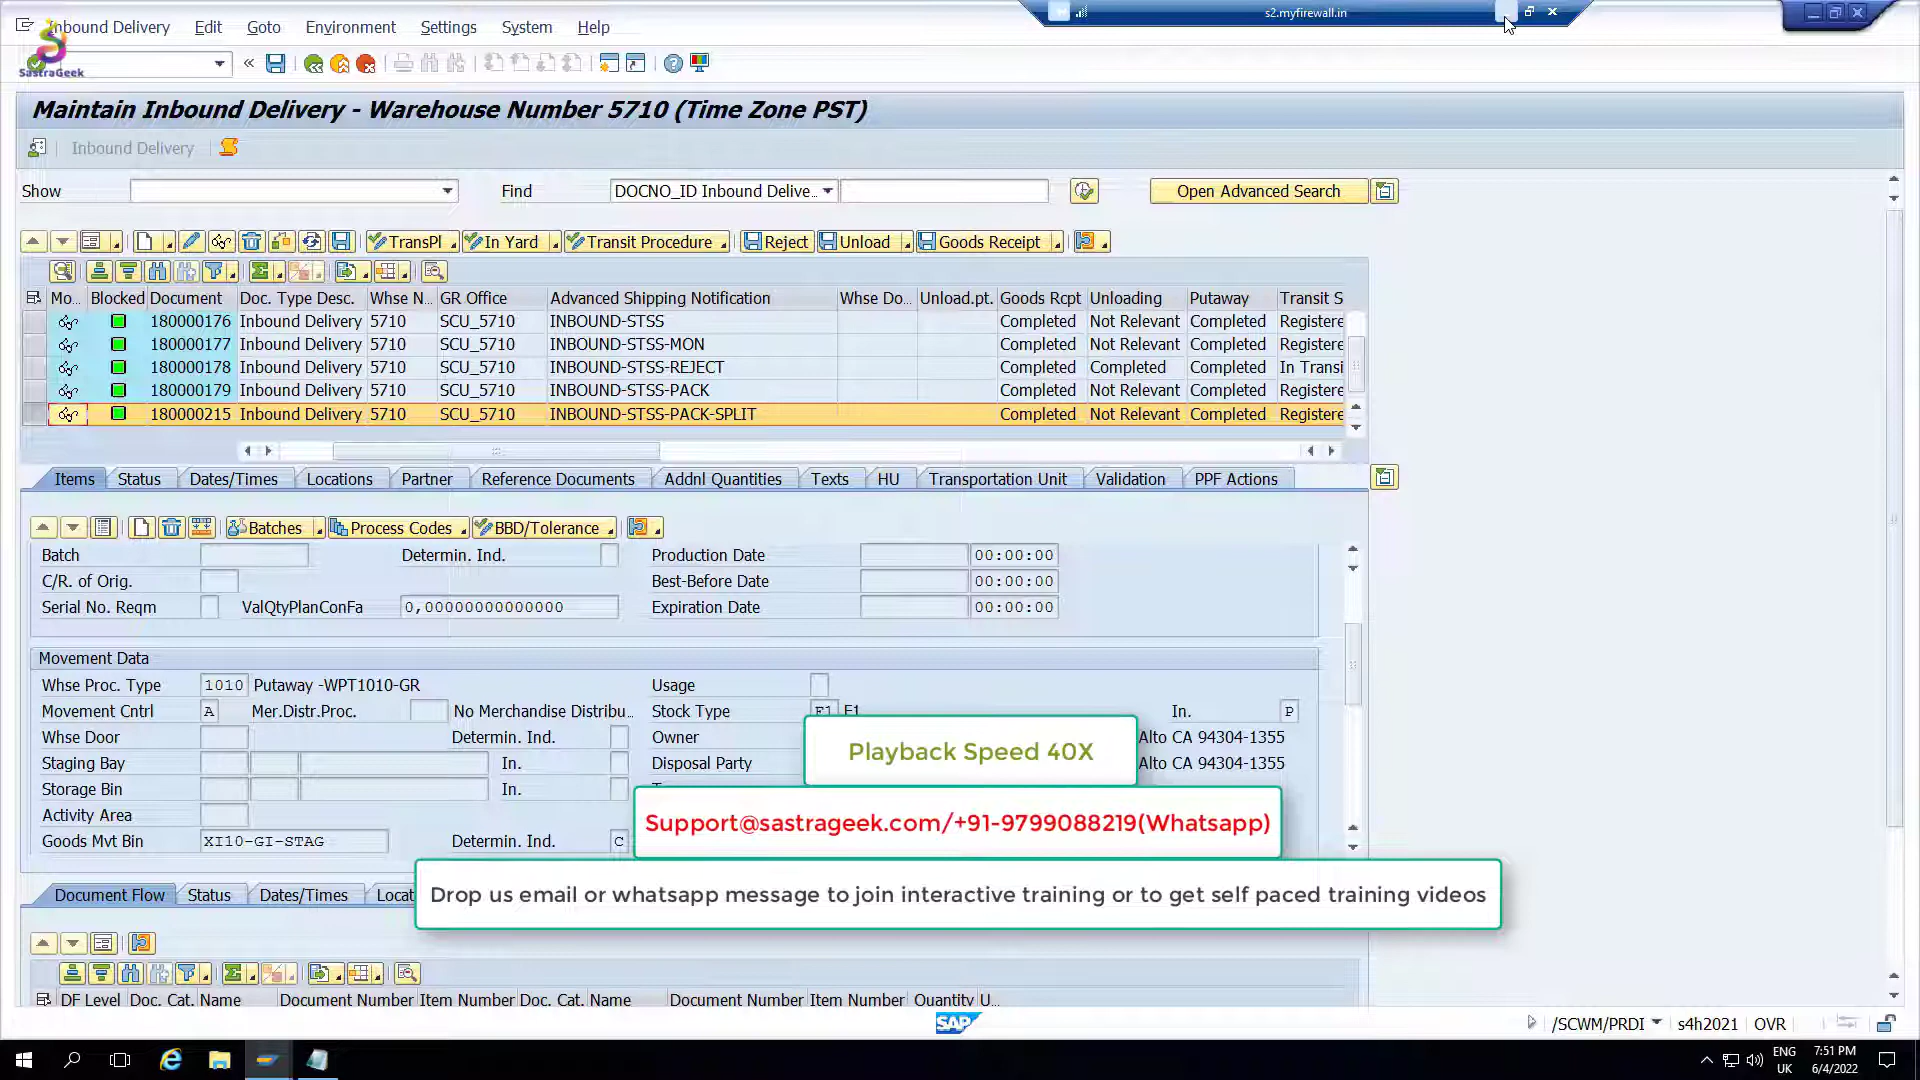 s2.myfirewall.in
Inbound Delivery Edit Goto Environment Settings System Help
SastraGeek
Maintain Inbound Delivery - Warehouse Number 5710 (Time Zone PST)
Inbound Delivery
Show Find DOCNO_ID Inbound Delive.. Open Advanced Search
TransPl In Yard Transit Procedure Reject Unload Goods Receipt
Mo.. Blocked Document Doc. Type Desc. Whse N... GR Office Advanced Shipping Notification Whse Do... Unload.pt. Goods Rcpt Unloading Putaway Transit S
180000176 Inbound Delivery 5710 SCU_5710 INBOUND-STSS Completed Not Relevant Completed Registere
180000177 Inbound Delivery 5710 SCU_5710 INBOUND-STSS-MON Completed Not Relevant Completed Registere
180000178 Inbound Delivery 5710 SCU_5710 INBOUND-STSS-REJECT Completed Completed Completed In Transi
180000179 Inbound Delivery 5710 SCU_5710 INBOUND-STSS-PACK Completed Not Relevant Completed Registere
180000215 Inbound Delivery 5710 SCU_5710 INBOUND-STSS-PACK-SPLIT Completed Not Relevant Completed Registere
Items Status Dates/Times Locations Partner Reference Documents Addnl Quantities Texts HU Transportation Unit Validation PPF Actions
Batches Process Codes BBD/Tolerance
Batch Determin. Ind. Production Date 00:00:00
C/R. of Orig. Best-Before Date 00:00:00
Serial No. Reqm ValQtyPlanConFa 0,00000000000000 Expiration Date 00:00:00
Movement Data
Whse Proc. Type 1010 Putaway -WPT1010-GR Usage
Movement Cntrl A Mer.Distr.Proc. No Merchandise Distribu.. Stock Type F1 F1 In. P
Whse Door Determin. Ind. Owner Alto CA 94304-1355
Staging Bay In. Disposal Party Alto CA 94304-1355
Storage Bin In.
Activity Area
Goods Mvt Bin XI10-GI-STAG Determin. Ind. C
Playback Speed 40X
Support@sastrageek.com/+91-9799088219(Whatsapp)
Drop us email or whatsapp message to join interactive training or to get self paced training videos
Document Flow Status Dates/Times Locat
DF Level Doc. Cat. Name Document Number Item Number Doc. Cat. Name Document Number Item Number Quantity U...
SAP
/SCWM/PRDI s4h2021 OVR
ENG 7:51 PM
UK 6/4/2022